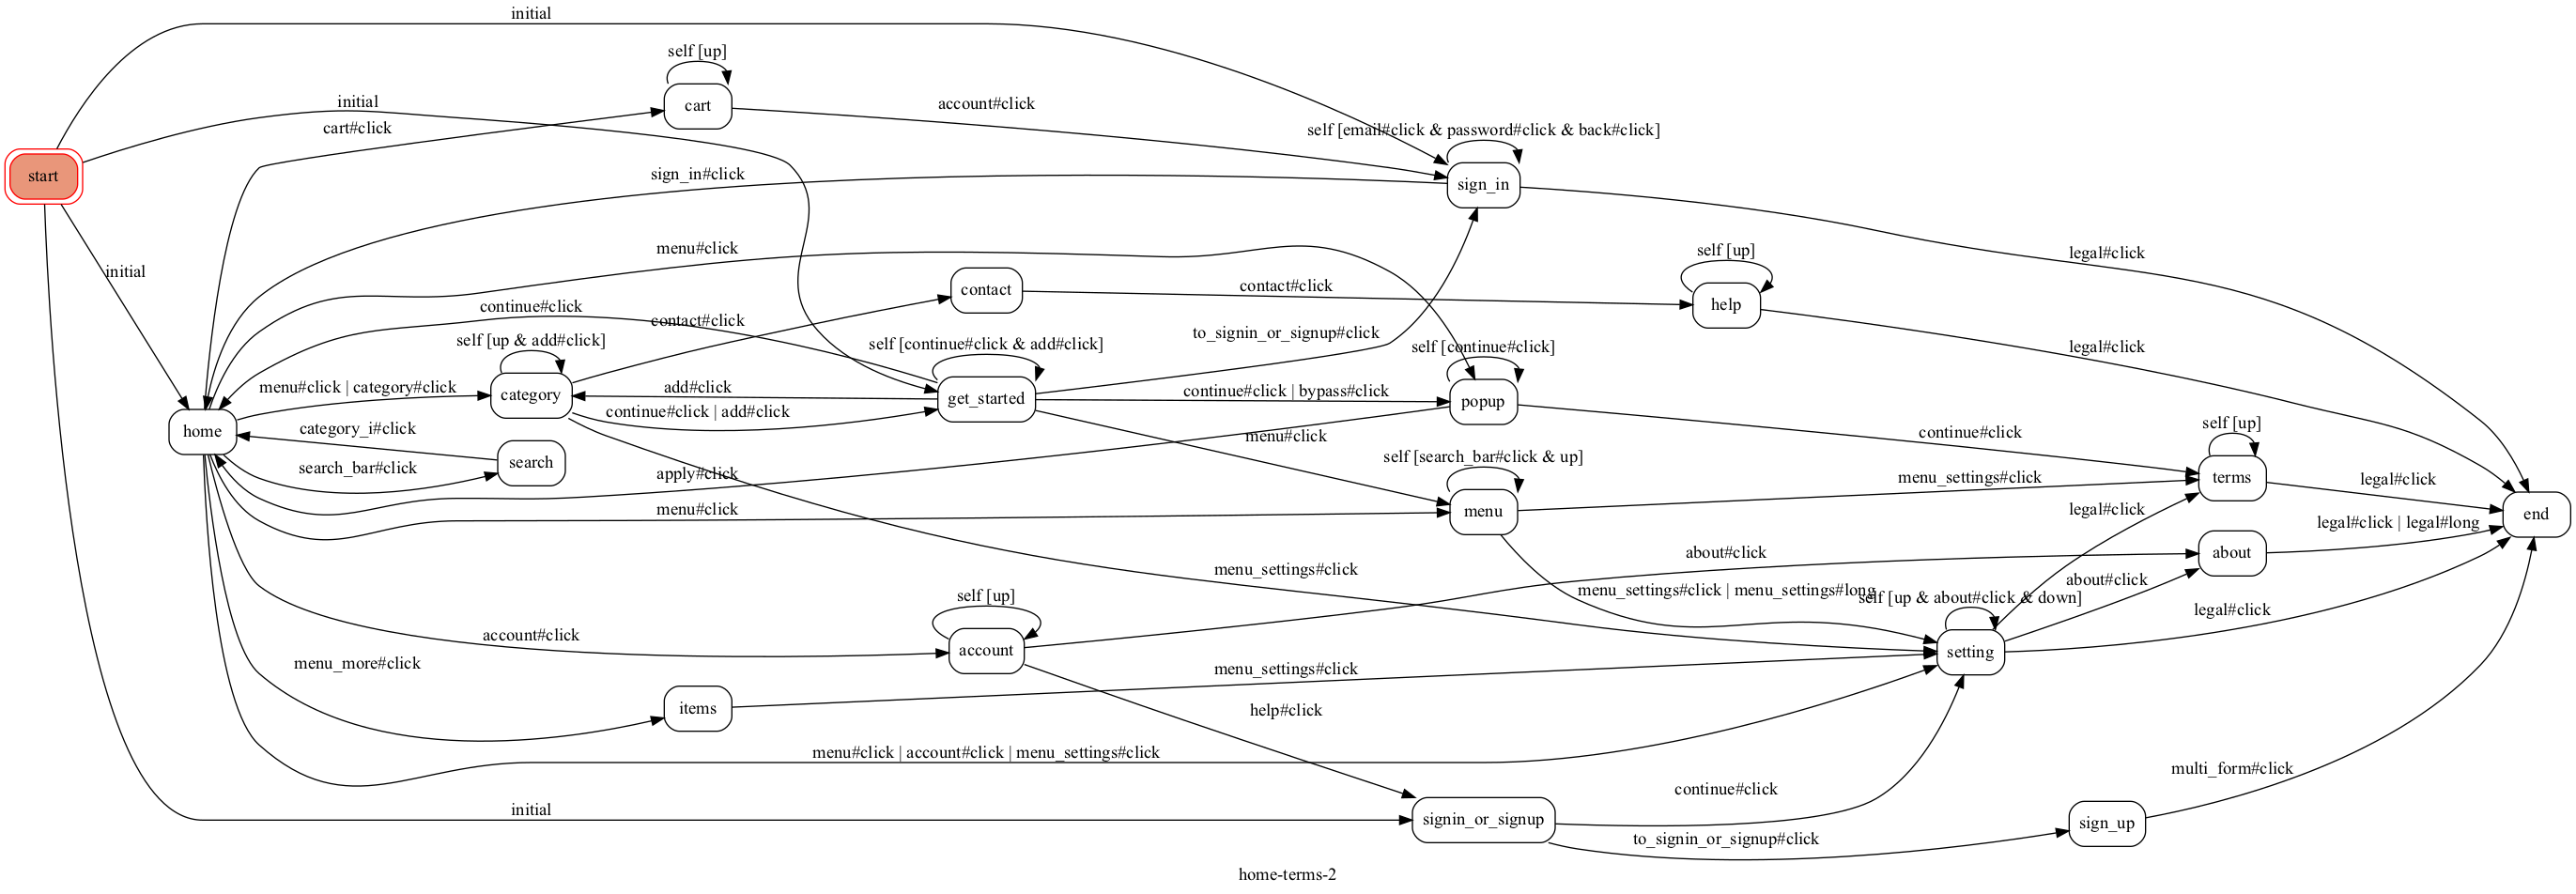 initial
self [up]
cart
initial
account#click
cart#click
self [email#click & password#click & back#click]
start
sign_in#click
sign_in
menu#click
self [up]
legal#click
initial
contact
contact#click
help
continue#click
contact#click
to_signin_or_signup#click
self [up & add#click]
self [continue#click & add#click]
self [continue#click]
legal#click
menu#click | category#click
category
add#click
get_started
continue#click | bypass#click
popup
continue#click | add#click
home
category_i#click
menu#click
continue#click
self [up]
search_bar#click
search
apply#click
self [search_bar#click & up]
menu_settings#click
terms
legal#click
menu#click
menu
legal#click
end
legal#click | legal#long
about#click
about
menu_settings#click
about#click
menu_settings#click | menu_settings#long
self [up & about#click & down]
self [up]
legal#click
account#click
account
setting
menu_more#click
menu_settings#click
items
help#click
menu#click | account#click | menu_settings#click
multi_form#click
continue#click
initial
signin_or_signup
sign_up
to_signin_or_signup#click
home-terms-2